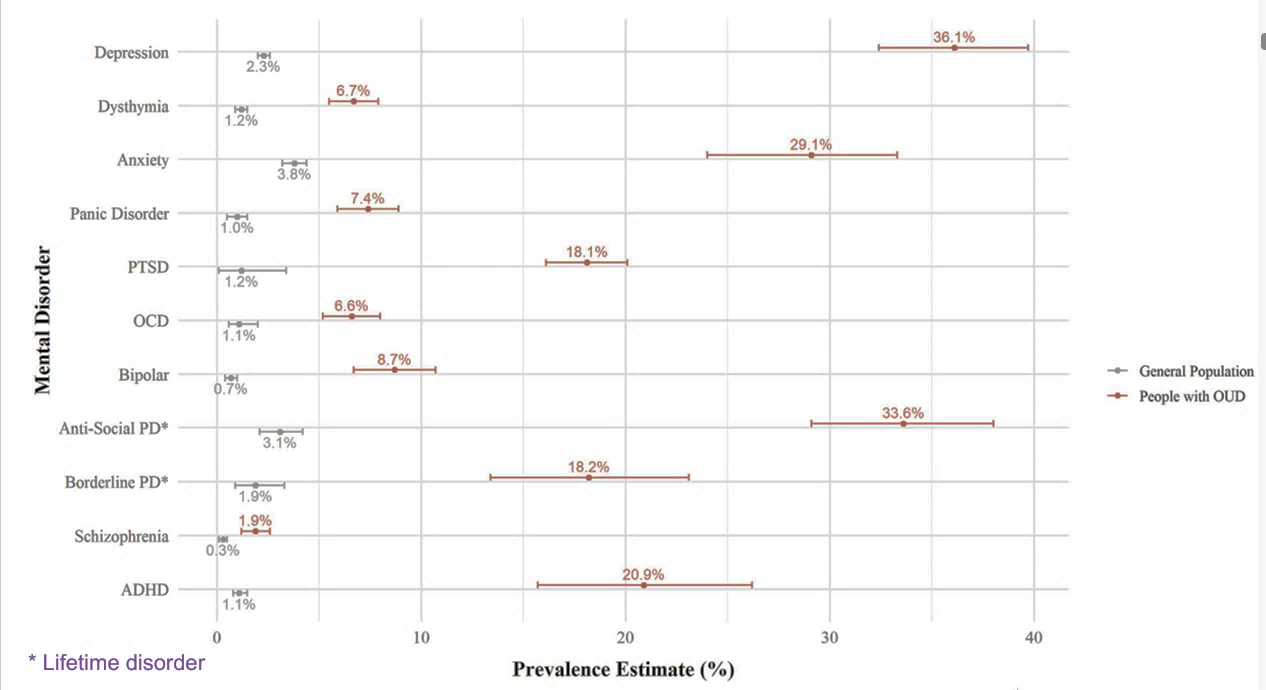 Depression
36.1%
2.3%
Dysthymia
6.7%
1.2%
Anxiety
29.1%
3.8%
Panic Disorder
7.4%
1.0%
PTSD
18.1%
1.2%
OCD
6.6%
1.1%
Bipolar
8.7%
0.7%
Anti-Social PD*
33.6%
3.1%
Borderline PD*
18.2%
1.9%
Schizophrenia
1.9%
0.3%
ADHD
20.9%
1.1%
Mental Disorder
General Population
People with OUD
0 10 20 30 40
Prevalence Estimate (%)
* Lifetime disorder